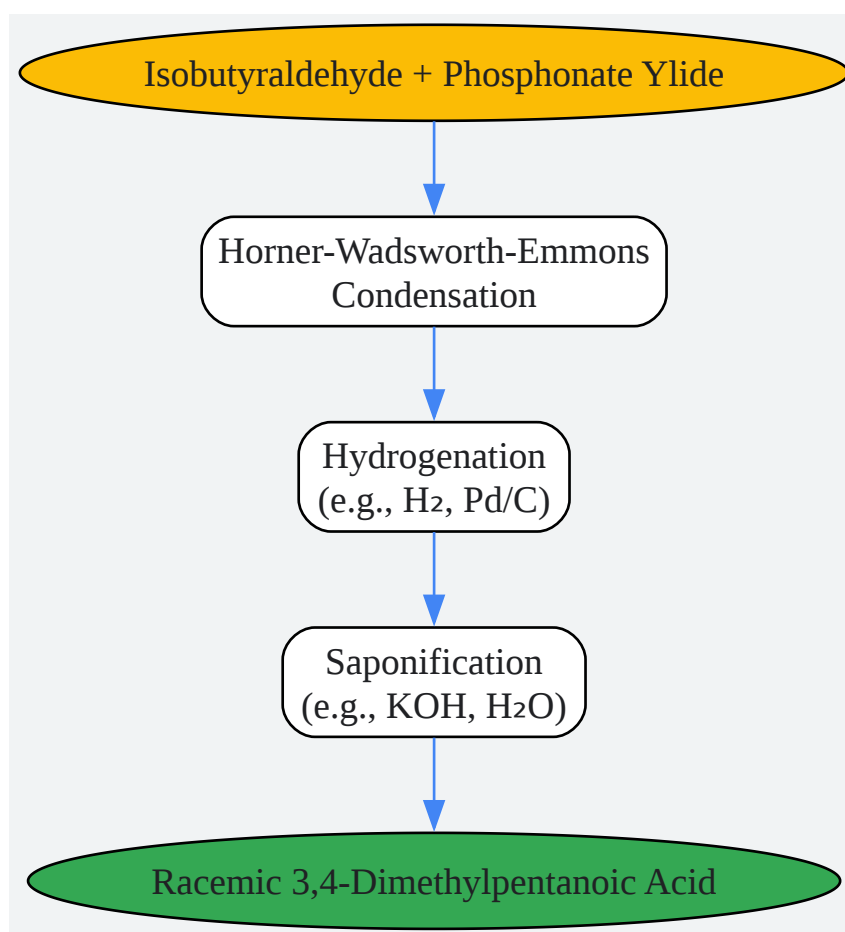 Isobutyraldehyde + Phosphonate Ylide
Horner-Wadsworth-Emmons
Condensation
Hydrogenation
(e.g., H₂, Pd/C)
Saponification
(e.g., KOH, H₂O)
Racemic 3,4-Dimethylpentanoic Acid